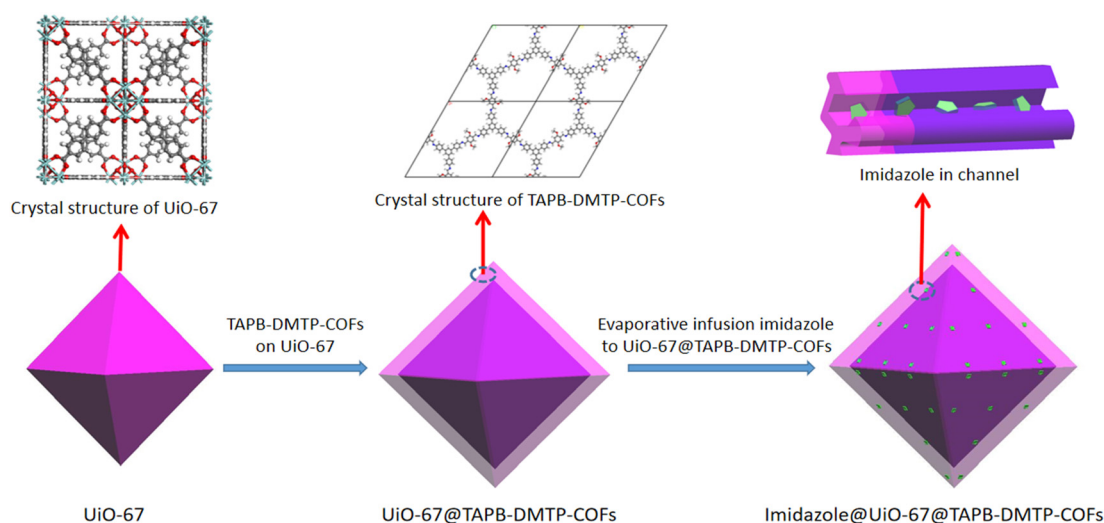 Crystal structure of UiO-67
Crystal structure of TAPB-DMTP-COFs
Imidazole in channel
TAPB-DMTP-COFs
on UiO-67
Evaporative infusion imidazole
to UiO-67@TAPB-DMTP-COFs
UiO-67
UiO-67@TAPB-DMTP-COFs
Imidazole@UiO-67@TAPB-DMTP-COFs